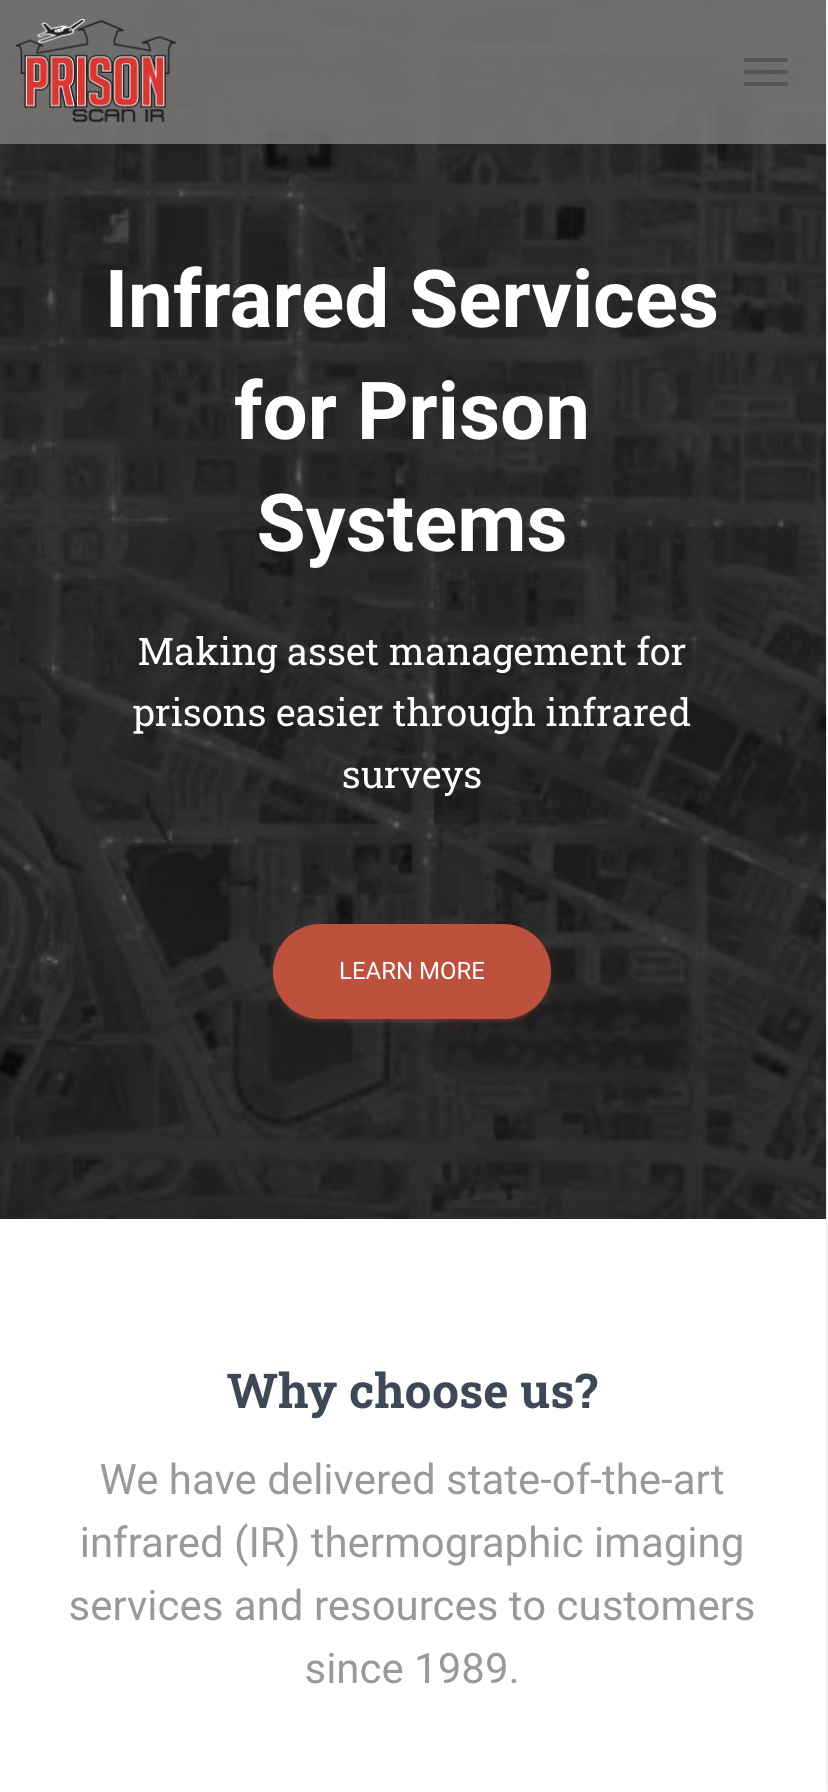 PRISON
SCAN IR
Infrared Services
for Prison
Systems
Making asset management for
prisons easier through infrared
surveys
LEARN MORE
Why choose us?
We have delivered state-of-the-art
infrared (IR) thermographic imaging
services and resources to customers
since 1989.